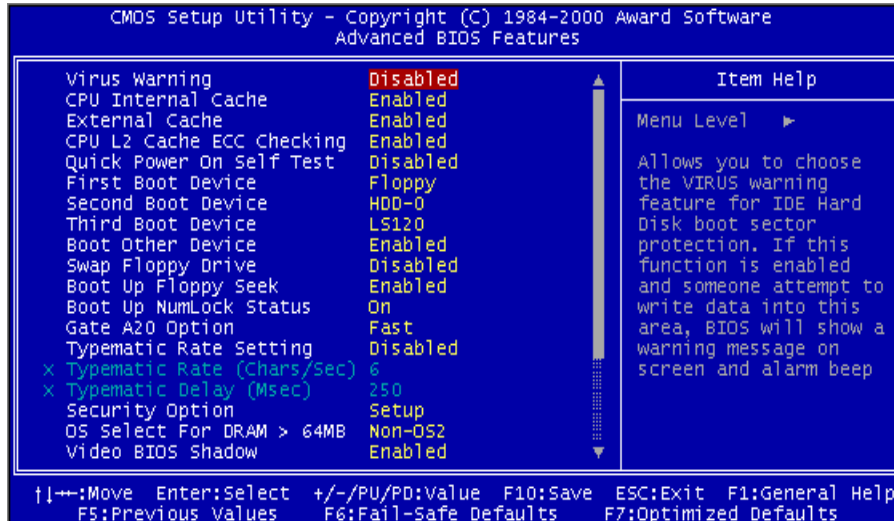 CMOS Setup Utility - Copyright (C) 1984-2000 Award Software
Advanced BIOS Features
Virus Warning Disabled
CPU Internal Cache Enabled
External Cache Enabled
CPU L2 Cache ECC Checking Enabled
Quick Power On Self Test Disabled
First Boot Device Floppy
Second Boot Device HDD-0
Third Boot Device LS120
Boot Other Device Enabled
Swap Floppy Drive Disabled
Boot Up Floppy Seek Enabled
Boot Up NumLock Status On
Gate A20 Option Fast
Typematic Rate Setting Disabled
x Typematic Rate (Chars/Sec) 6
x Typematic Delay (Msec) 250
Security Option Setup
OS Select For DRAM > 64MB Non-OS2
Video BIOS Shadow Enabled
Item Help
Menu Level ►
Allows you to choose
the VIRUS warning
feature for IDE Hard
Disk boot sector
protection. If this
function is enabled
and someone attempt to
write data into this
area, BIOS will show a
warning message on
screen and alarm beep
↑↓→←:Move Enter:Select +/-/PU/PD:Value F10:Save ESC:Exit F1:General Help
F5:Previous Values F6:Fail-Safe Defaults F7:Optimized Defaults